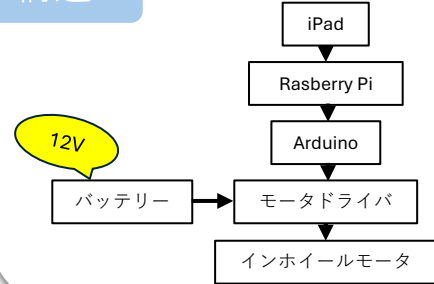 iPad
Rasberry Pi
Arduino
12V
バッテリー
モータドライバ
インホイールモータ